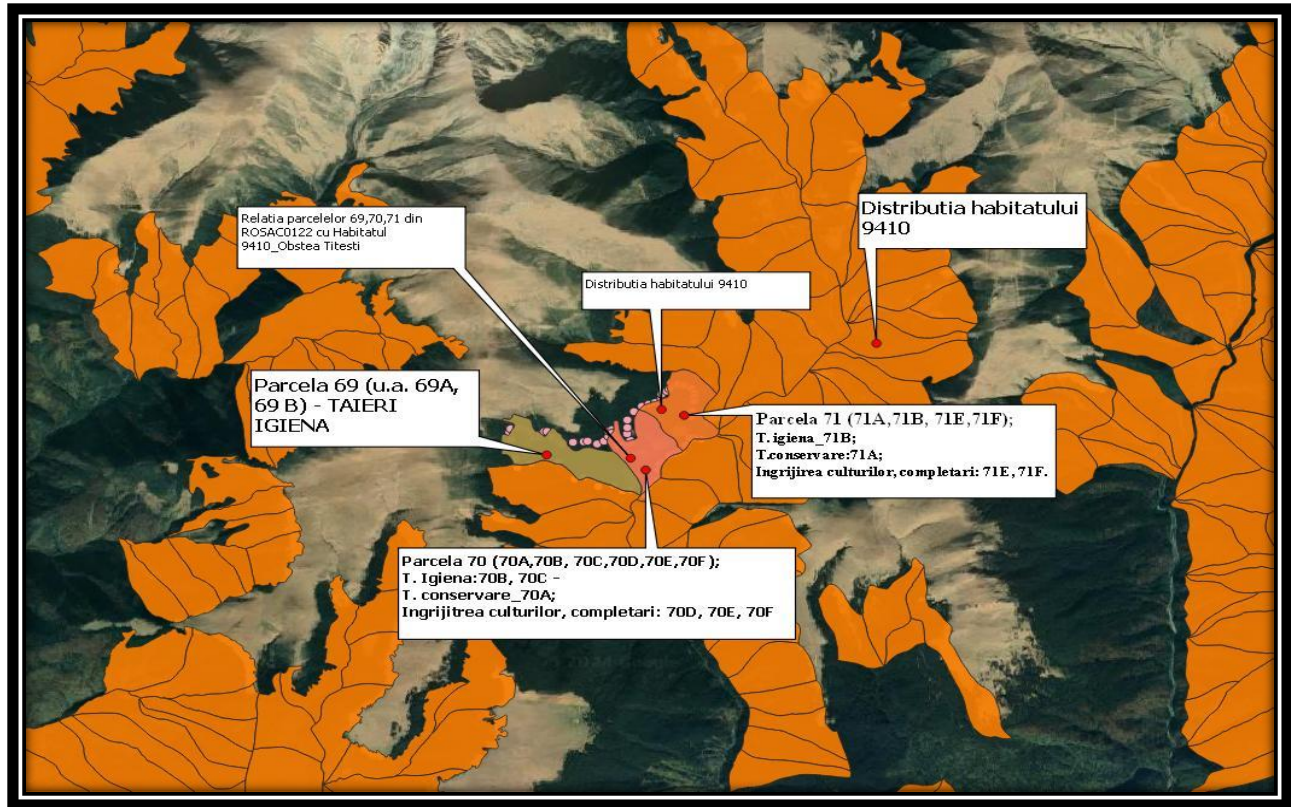 Relatia parcelelor 69,70,71 din
ROSAC0122 cu Habitatul
9410_Obstea Titesti
Distributia habitatului
9410
Distributia habitatului 9410
Parcela 69 (u.a. 69A,
69 B) - TAIERI
IGIENA
Parcela 71 (71A,71B, 71E,71F);
T. igiena_71B;
T.conservare:71A;
Ingrijirea culturilor, completari: 71E, 71F.
Parcela 70 (70A,70B, 70C,70D,70E,70F);
T. Igiena:70B, 70C -
T. conservare_70A;
Ingrijitrea culturilor, completari: 70D, 70E, 70F